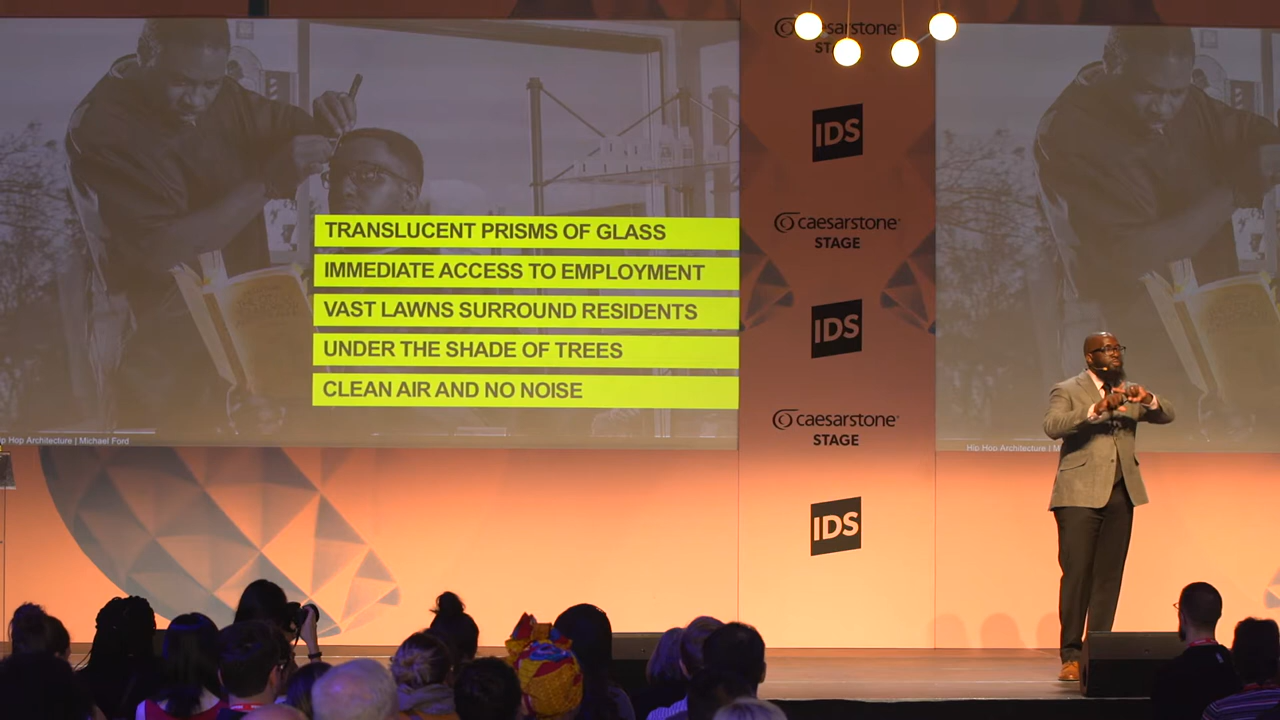 TRANSLUCENT PRISMS OF GLASS
IMMEDIATE ACCESS TO EMPLOYMENT
VAST LAWNS SURROUND RESIDENTS
UNDER THE SHADE OF TREES
CLEAN AIR AND NO NOISE
Hip Hop Architecture | Michael Ford
caesarstone
STAGE
IDS
caesarstone
STAGE
IDS
caesarstone
STAGE
IDS
Hip Hop Architecture | M